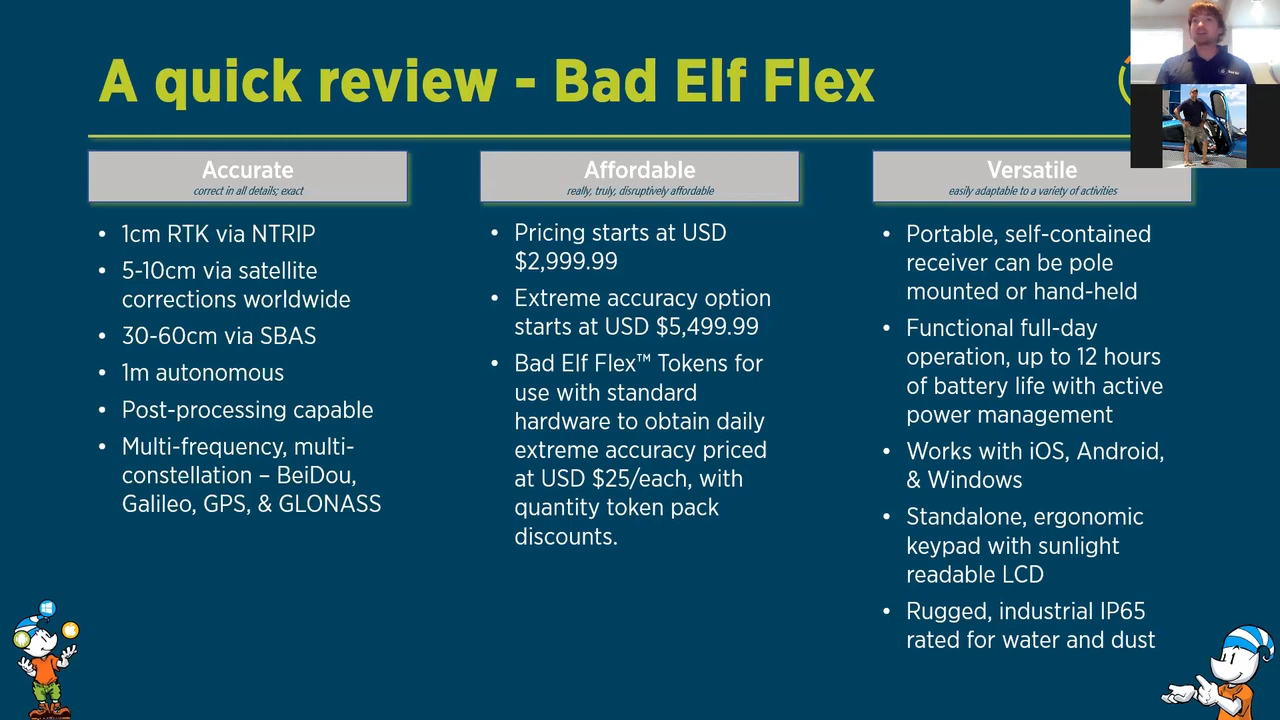 A quick review - Bad Elf Flex
Accurate
correct in all details; exact
• 1cm RTK via NTRIP
• 5-10cm via satellite
corrections worldwide
• 30-60cm via SBAS
• 1m autonomous
• Post-processing capable
• Multi-frequency, multi-
constellation – BeiDou,
Galileo, GPS, & GLONASS
Affordable
really, truly, disruptively affordable
• Pricing starts at USD
$2,999.99
• Extreme accuracy option
starts at USD $5,499.99
• Bad Elf Flex™ Tokens for
use with standard
hardware to obtain daily
extreme accuracy priced
at USD $25/each, with
quantity token pack
discounts.
Versatile
easily adaptable to a variety of activities
• Portable, self-contained
receiver can be pole
mounted or hand-held
• Functional full-day
operation, up to 12 hours
of battery life with active
power management
• Works with iOS, Android,
& Windows
• Standalone, ergonomic
keypad with sunlight
readable LCD
• Rugged, industrial IP65
rated for water and dust